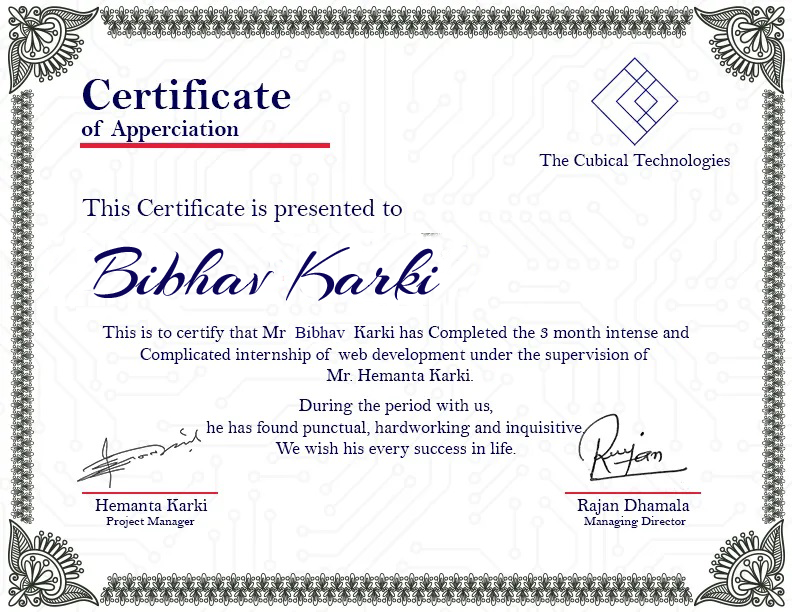 Certificate
of Apperciation
The Cubical Technologies
This Certificate is presented to
Bibhav Karki
This is to certify that Mr Bibhav Karki has Completed the 3 month intense and
Complicated internship of web development under the supervision of
Mr. Hemanta Karki.
During the period with us,
he has found punctual, hardworking and inquisitive.
We wish his every success in life.
Rujan
Hemanta Karki
Project Manager
Rajan Dhamala
Managing Director